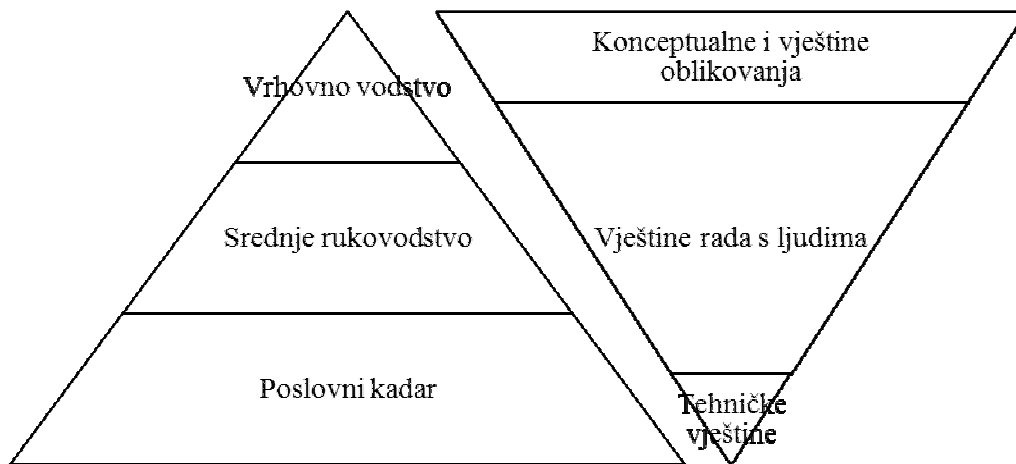 Vrhovno vodstvo
Srednje rukovodstvo
Poslovni kadar
Konceptualne i vještine
oblikovanja
Vještine rada s ljudima
Tehničke
vještine